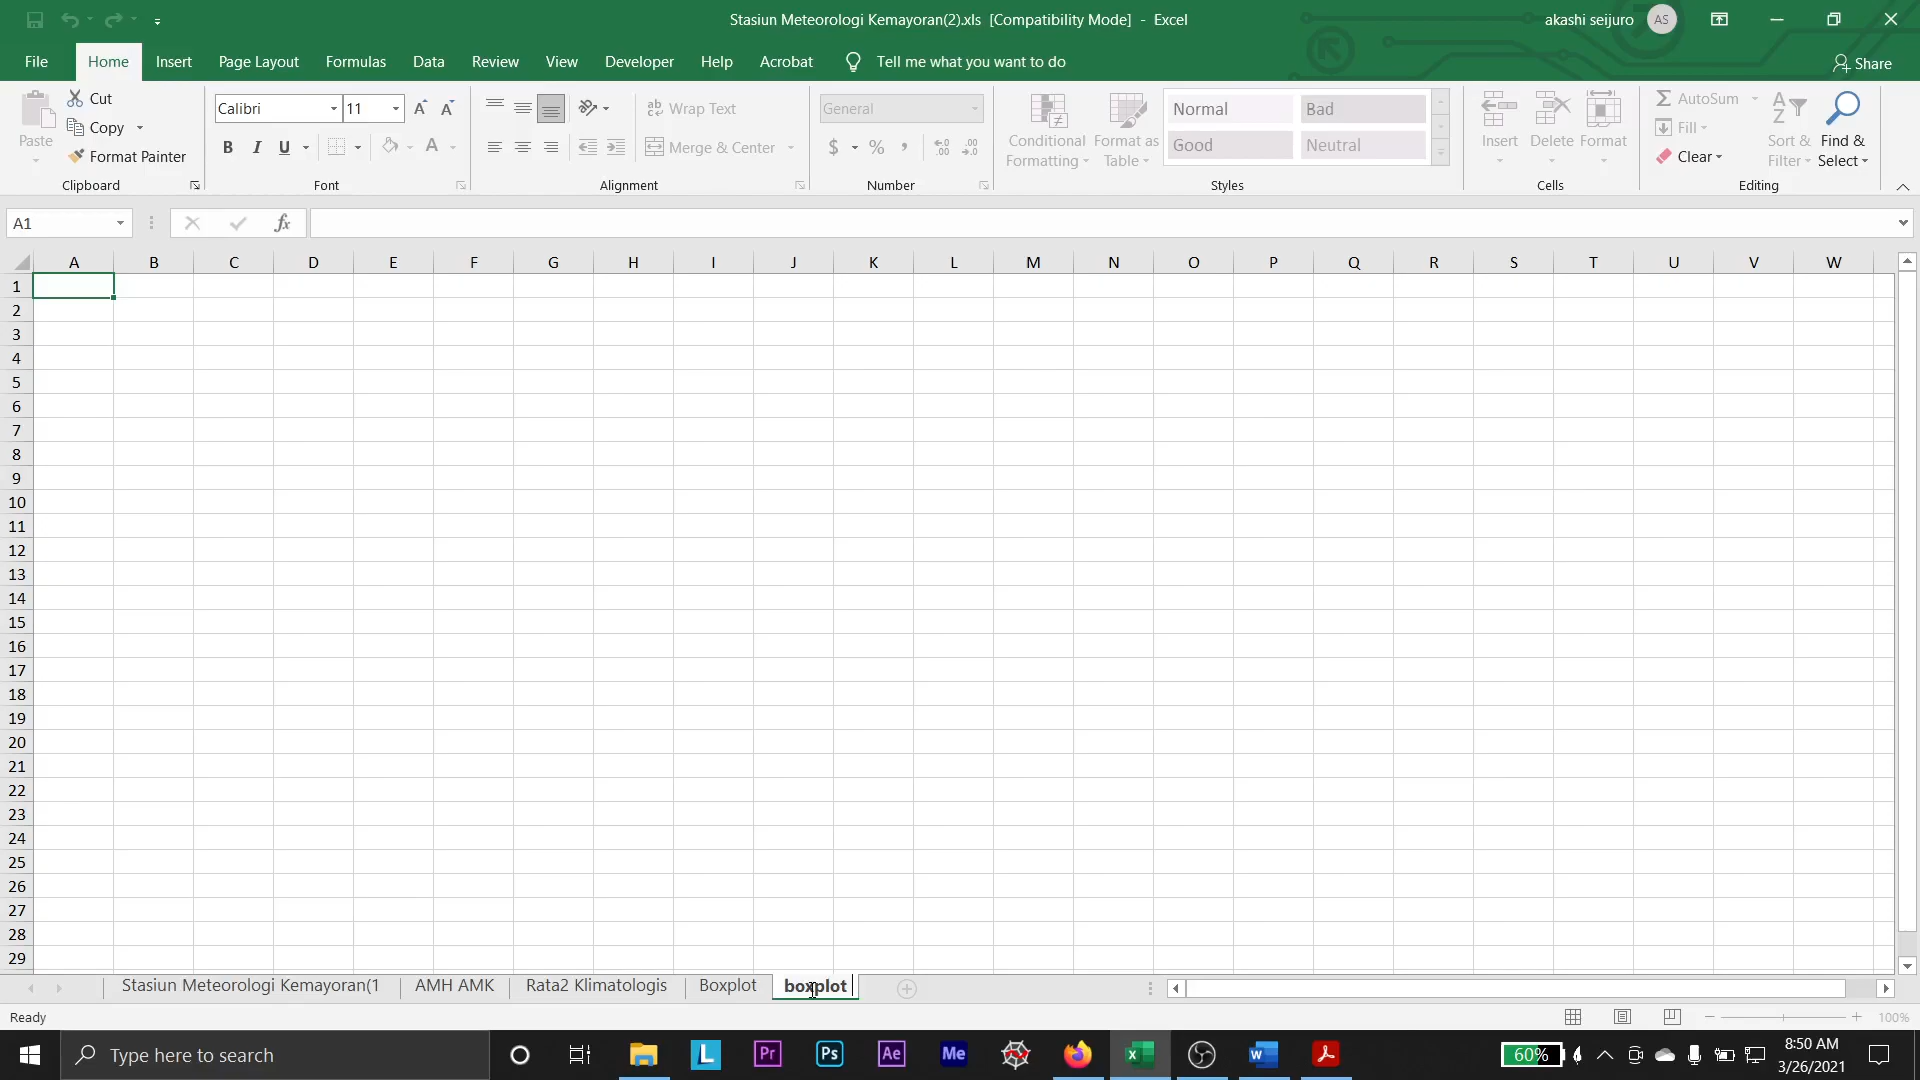 Stasiun Meteorologi Kemayoran(2).xls [Compatibility Mode] - Excel
akashi seijuro AS
File Home Insert Page Layout Formulas Data Review View Developer Help Acrobat Tell me what you want to do Share
Paste
Cut
Copy
Format Painter
Clipboard
Calibri 11
B I U
Font
Wrap Text
Merge & Center
Alignment
General
$ % ,
Number
Conditional Formatting
Format as Table
Normal Bad
Good Neutral
Styles
Insert Delete Format
Cells
AutoSum
Fill
Clear
Sort & Filter
Find & Select
Editing
A1 fx
A B C D E F G H I J K L M N O P Q R S T U V W
1
2
3
4
5
6
7
8
9
10
11
12
13
14
15
16
17
18
19
20
21
22
23
24
25
26
27
28
29
Stasiun Meteorologi Kemayoran(1 AMH AMK Rata2 Klimatologis Boxplot boxplot
Ready 100%
Type here to search
L Pr Ps Ae Me
60%
8:50 AM
3/26/2021